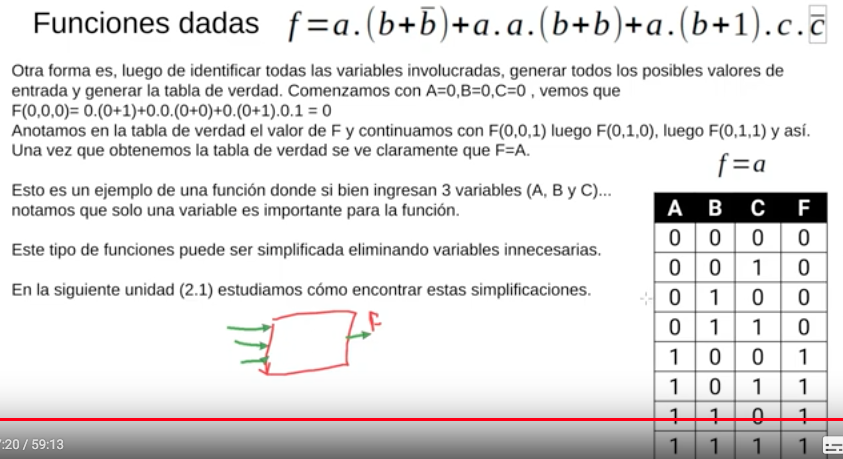 Funciones dadas f=a.(b+b̅)+a.a.(b+b)+a.(b+1).c.c̅
Otra forma es, luego de identificar todas las variables involucradas, generar todos los posibles valores de
entrada y generar la tabla de verdad. Comenzamos con A=0,B=0,C=0 , vemos que
F(0,0,0)= 0.(0+1)+0.0.(0+0)+0.(0+1).0.1 = 0
Anotamos en la tabla de verdad el valor de F y continuamos con F(0,0,1) luego F(0,1,0), luego F(0,1,1) y así.
Una vez que obtenemos la tabla de verdad se ve claramente que F=A.
f=a
Esto es un ejemplo de una función donde si bien ingresan 3 variables (A, B y C)...
notamos que solo una variable es importante para la función.
Este tipo de funciones puede ser simplificada eliminando variables innecesarias.
En la siguiente unidad (2.1) estudiamos cómo encontrar estas simplificaciones.
F
A B C F
0 0 0 0
0 0 1 0
0 1 0 0
0 1 1 0
1 0 0 1
1 0 1 1
1 1 0 1
1 1 1 1
:20 / 59:13